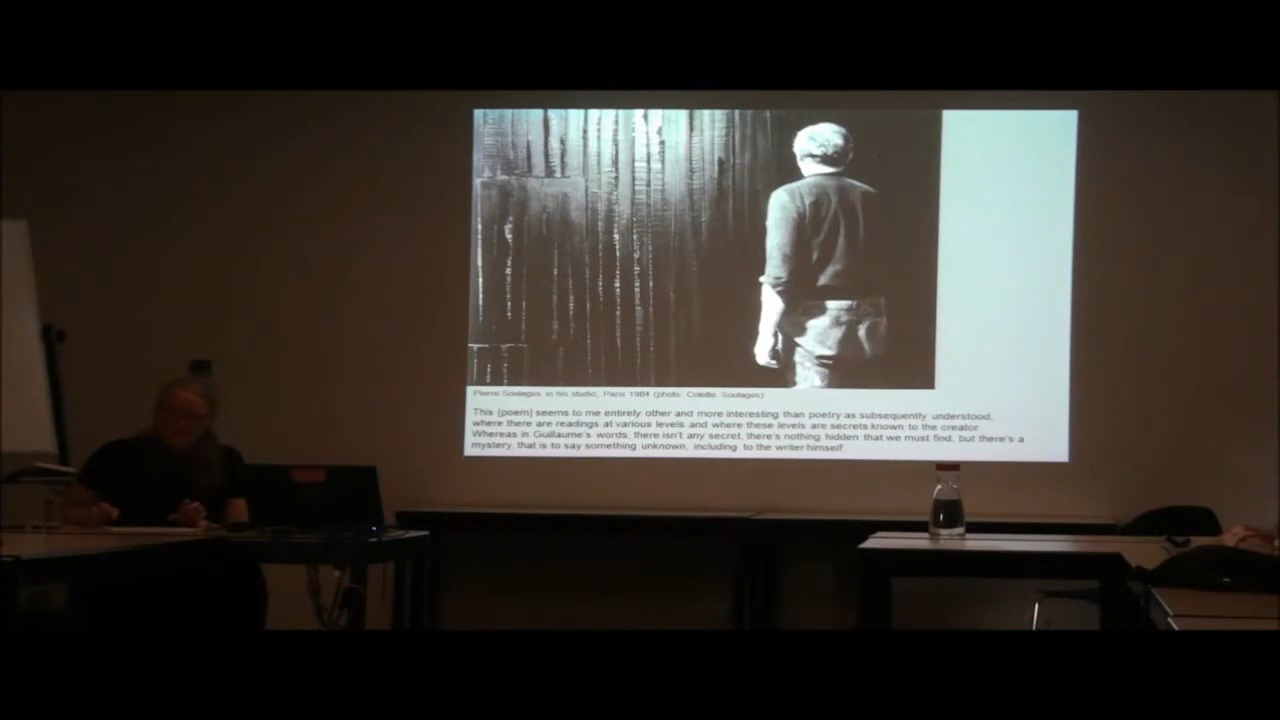 Pierre Soulages in his studio, Paris 1984 (photo: Colette Soulages)
This [poem] seems to me entirely other and more interesting than poetry as subsequently understood,
where there are readings at various levels and where these levels are secrets known to the creator.
Whereas in Guillaume's words, there isn't any secret, there's nothing hidden that we must find, but there's a
mystery, that is to say something unknown, including to the writer himself.